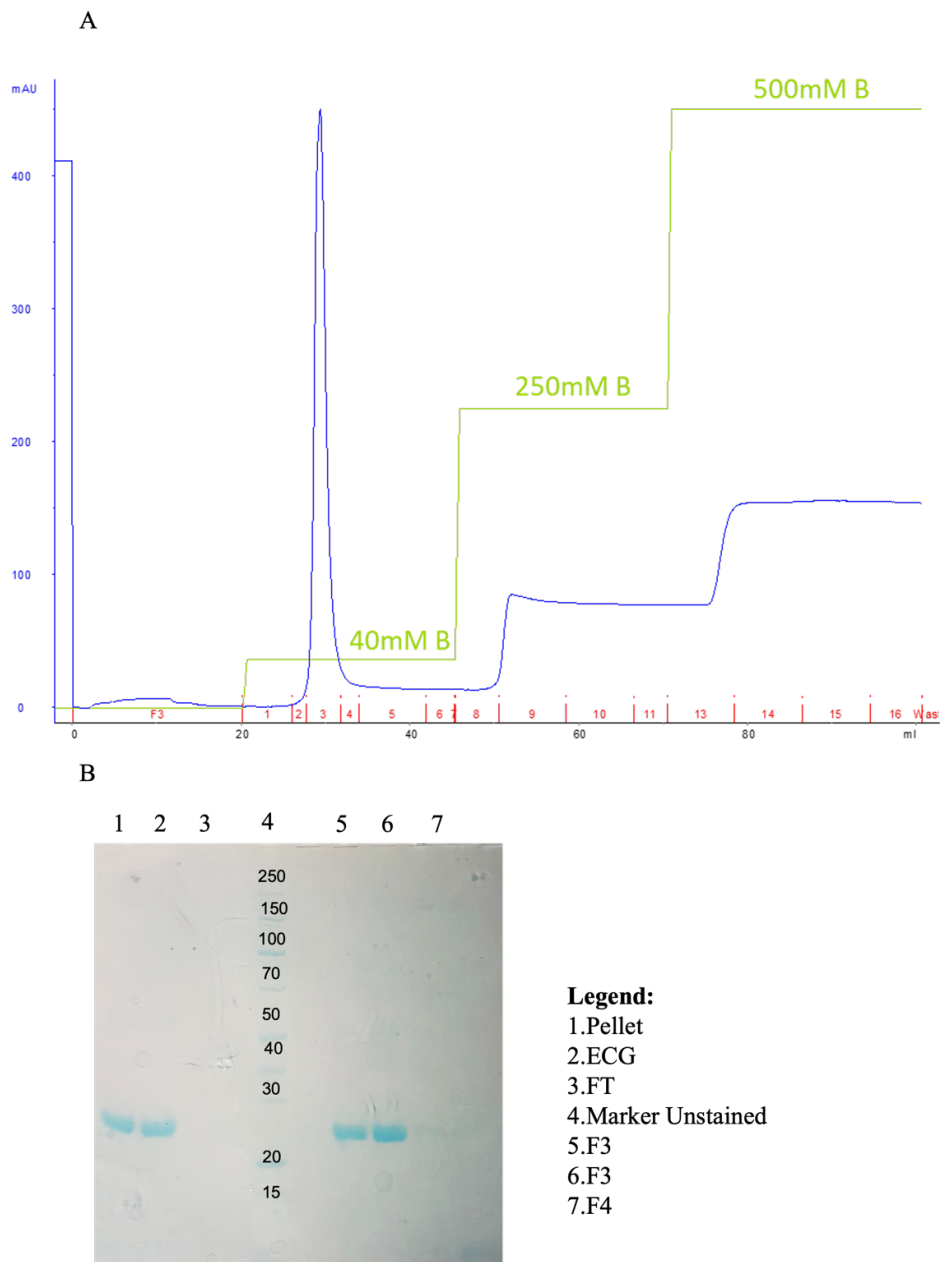 A
mAU
500mM B
400
300
250mM B
200
100
40mM B
0
F3 1 2 3 4 5 6 7 8 9 10 11 13 14 15 16 Was
0 20 40 60 80 ml
B
1 2 3 4 5 6 7
250
150
100
70
50
40
30
20
15
Legend:
1.Pellet
2.ECG
3.FT
4.Marker Unstained
5.F3
6.F3
7.F4